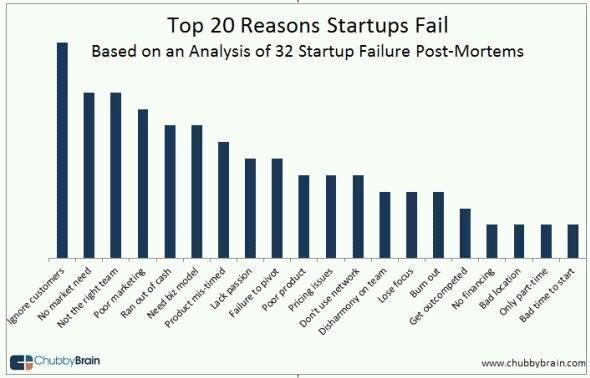 Top 20 Reasons Startups Fail
Based on an Analysis of 32 Startup Failure Post-Mortems
Ignore customers
No market need
Not the right team
Poor marketing
Ran out of cash
Need biz model
Product mis-timed
Lack passion
Failure to pivot
Poor product
Pricing issues
Don't use network
Disharmony on team
Lose focus
Burn out
Get outcompeted
No financing
Bad location
Only part-time
Bad time to start
ChubbyBrain
www.chubbybrain.com